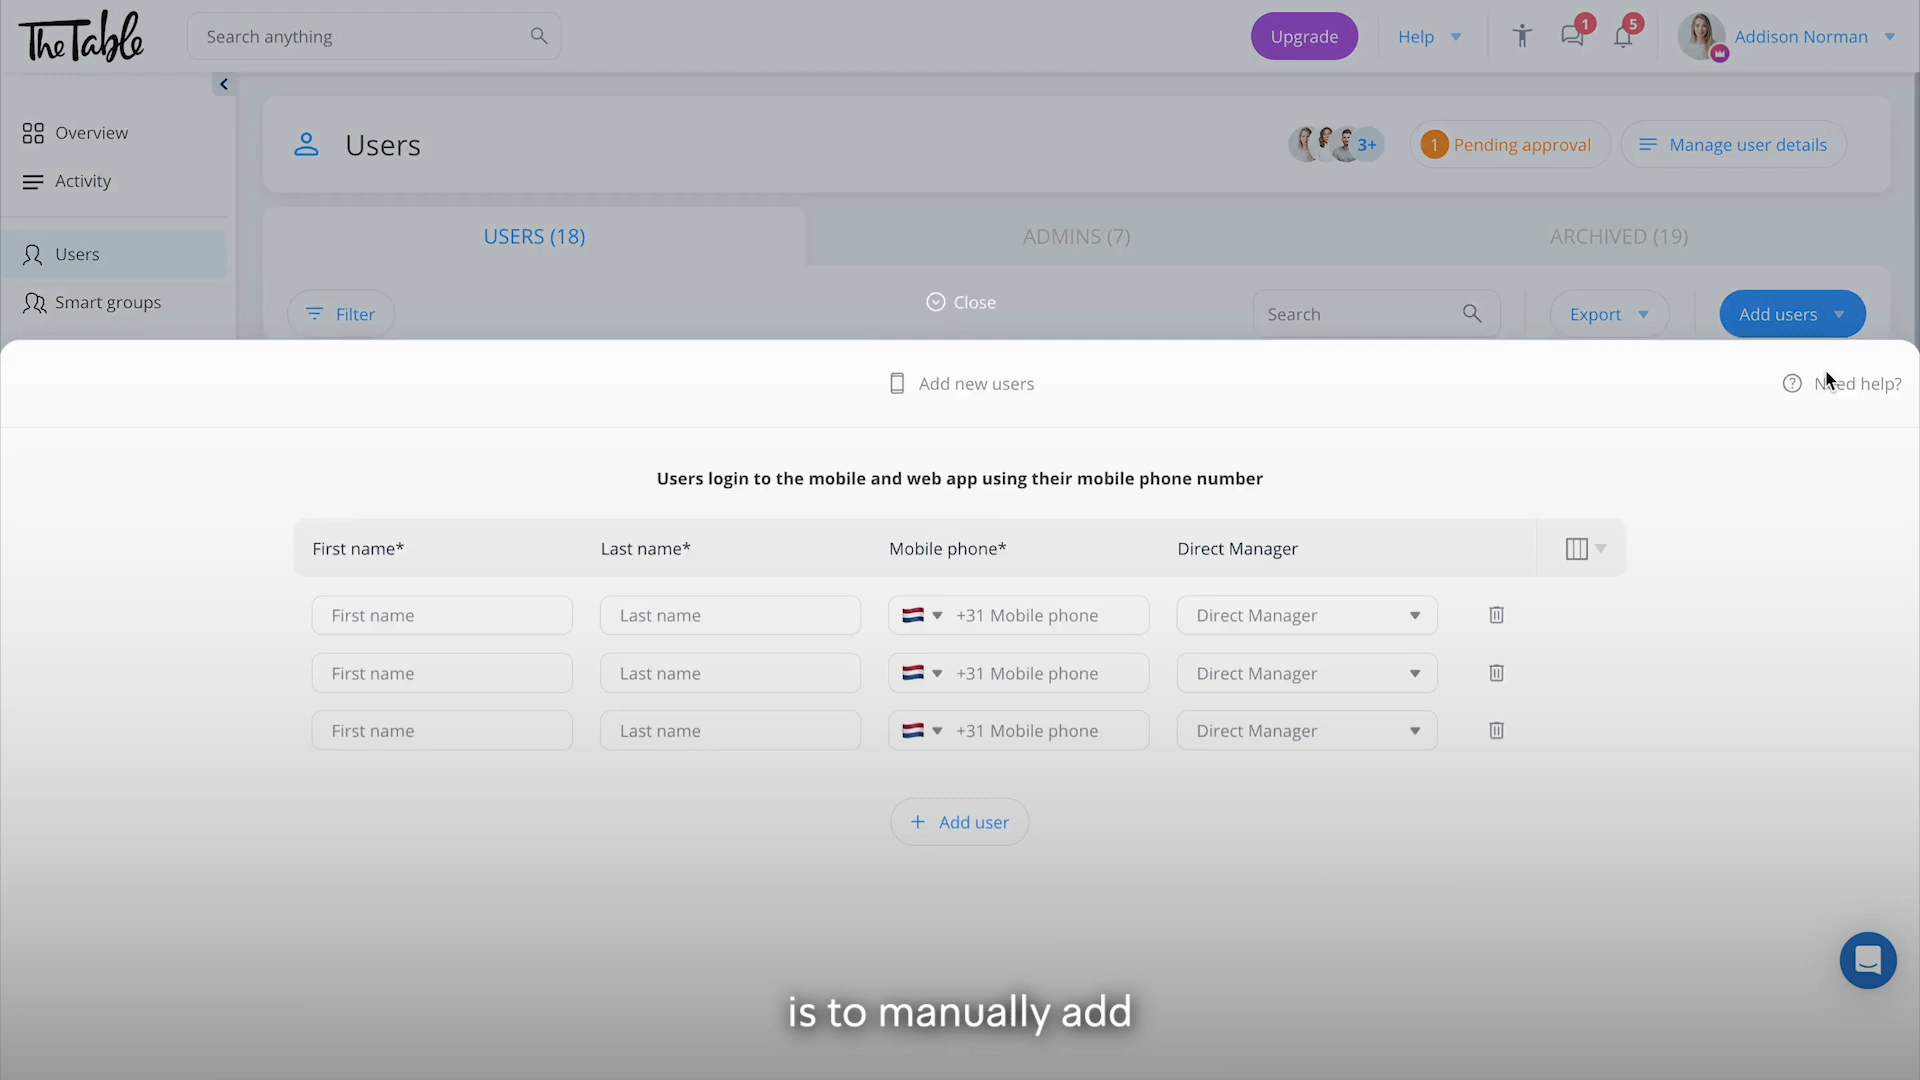 The Table
Search anything
Upgrade
Help
1
5
Addison Norman
Overview
Activity
Users
Smart groups
Users
3+
1 Pending approval
Manage user details
USERS (18)
ADMINS (7)
ARCHIVED (19)
Filter
Close
Search
Export
Add users
Add new users
Need help?
Users login to the mobile and web app using their mobile phone number
First name* Last name* Mobile phone* Direct Manager
First name Last name +31 Mobile phone Direct Manager
First name Last name +31 Mobile phone Direct Manager
First name Last name +31 Mobile phone Direct Manager
+ Add user
is to manually add